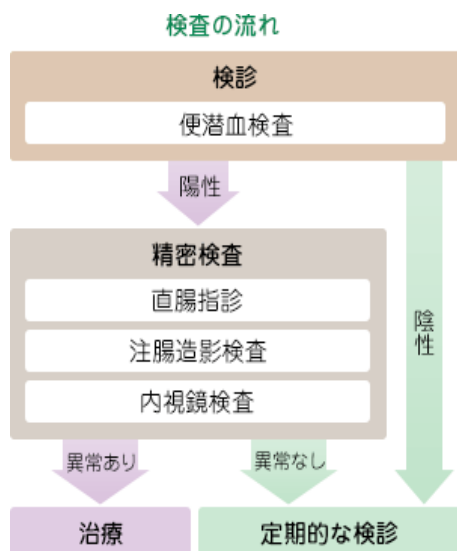 検査の流れ
検診
便潜血検査
陽性
精密検査
直腸指診
注腸造影検査
内視鏡検査
陰性
異常あり
異常なし
治療
定期的な検診